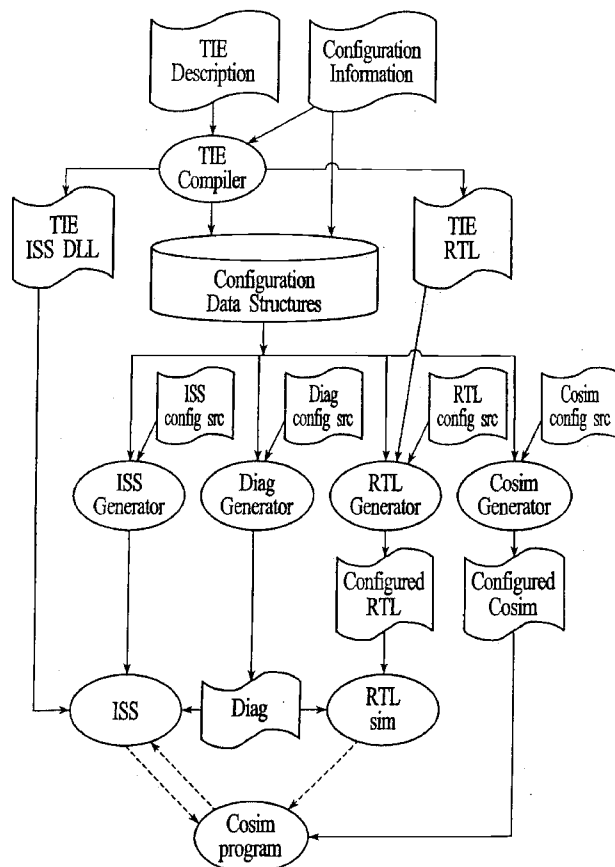 TIE
Description
Configuration
Information
TIE
Compiler
TIE
ISS DLL
TIE
RTL
Configuration
Data Structures
ISS
config src
Diag
config src
RTL
config src
Cosim
config src
ISS
Generator
Diag
Generator
RTL
Generator
Cosim
Generator
Configured
RTL
Configured
Cosim
ISS
Diag
RTL
sim
Cosim
program